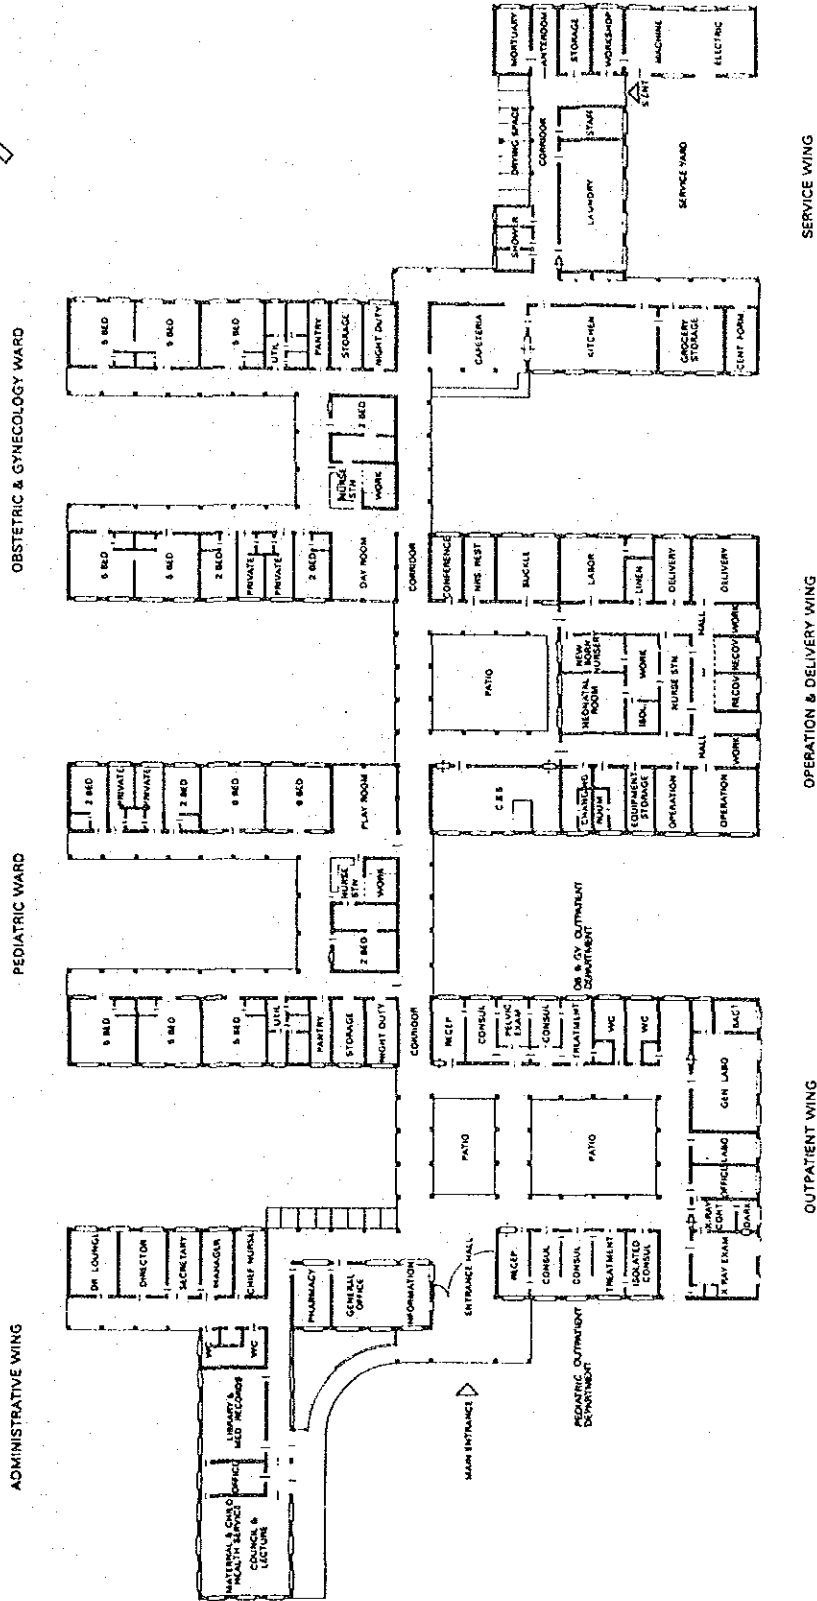 ADMINISTRATIVE WING
PEDIATRIC WARD
OBSTETRIC & GYNECOLOGY WARD
MATERNAL & CHILD
HEALTH SERVICE
COUNCIL &
LECTURE
OFFICE
LIBRARY &
MED RECORDS
WC
WC
DR LOUNGE
DIRECTOR
SECRETARY
MANAGER
CHIEF NURSE
PHARMACY
GENERAL
OFFICE
INFORMATION
MAIN ENTRANCE
ENTRANCE HALL
5 BED
5 BED
5 BED
UTIL
PANTRY
STORAGE
NIGHT DUTY
CORRIDOR
2 BED
NURSE
STN
WORK
2 BED
PRIVATE
PRIVATE
2 BED
8 BED
8 BED
PLAY ROOM
5 BED
5 BED
2 BED
PRIVATE
PRIVATE
2 BED
DAY ROOM
CORRIDOR
NURSE
STN
WORK
2 BED
5 BED
5 BED
5 BED
UTIL
PANTRY
STORAGE
NIGHT DUTY
PEDIATRIC OUTPATIENT
DEPARTMENT
RECEP
CONSUL
CONSUL
TREATMENT
ISOLATED
CONSUL
PATIO
PATIO
X RAY EXAM
X-RAY
CONT
DARK
OFFICE
LABO
GEN LABO
BACT
RECEP
CONSUL
PELVIC
EXAM
CONSUL
TREATMENT
WC
WC
OB & GY OUTPATIENT
DEPARTMENT
C S S
CHANGING
ROOM
EQUIPMENT
STORAGE
OPERATION
OPERATION
PATIO
NEONATAL
ROOM
NEW
BORN
NURSERY
ISOL
WORK
NURSE STN
HALL
HALL
WORK
RECOV
RECOV
WORK
CONFERENCE
NRS. REST
SUCKLE
LABOR
LINEN
DELIVERY
DELIVERY
CAFETERIA
KITCHEN
GROCERY
STORAGE
CENT FORM.
SHOWER
DRYING SPACE
CORRIDOR
LAUNDRY
STAFF
SERVICE YARD
S ENT
MORTUARY
ANTEROOM
STORAGE
WORKSHOP
MACHINE
ELECTRIC
OUTPATIENT WING
OPERATION & DELIVERY WING
SERVICE WING